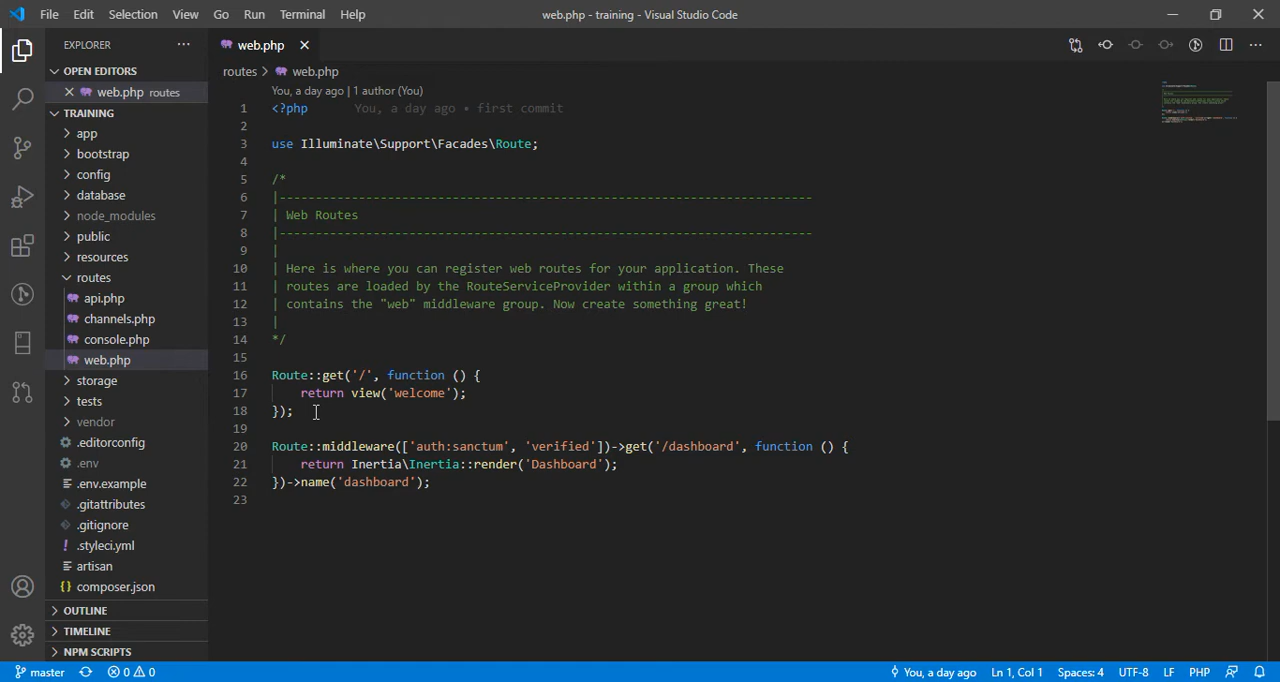 File Edit Selection View Go Run Terminal Help web.php - training - Visual Studio Code
EXPLORER
OPEN EDITORS
web.php routes
TRAINING
app
bootstrap
config
database
node_modules
public
resources
routes
api.php
channels.php
console.php
web.php
storage
tests
vendor
.editorconfig
.env
.env.example
.gitattributes
.gitignore
.styleci.yml
artisan
composer.json
OUTLINE
TIMELINE
NPM SCRIPTS
web.php
routes > web.php
You, a day ago | 1 author (You)
1 <?php You, a day ago • first commit
2
3 use Illuminate\Support\Facades\Route;
4
5 /*
6 |--------------------------------------------------------------------------
7 | Web Routes
8 |--------------------------------------------------------------------------
9 |
10 | Here is where you can register web routes for your application. These
11 | routes are loaded by the RouteServiceProvider within a group which
12 | contains the "web" middleware group. Now create something great!
13 |
14 */
15
16 Route::get('/', function () {
17     return view('welcome');
18 });
19
20 Route::middleware(['auth:sanctum', 'verified'])->get('/dashboard', function () {
21     return Inertia\Inertia::render('Dashboard');
22 })->name('dashboard');
23
master 0 0 You, a day ago Ln 1, Col 1 Spaces: 4 UTF-8 LF PHP